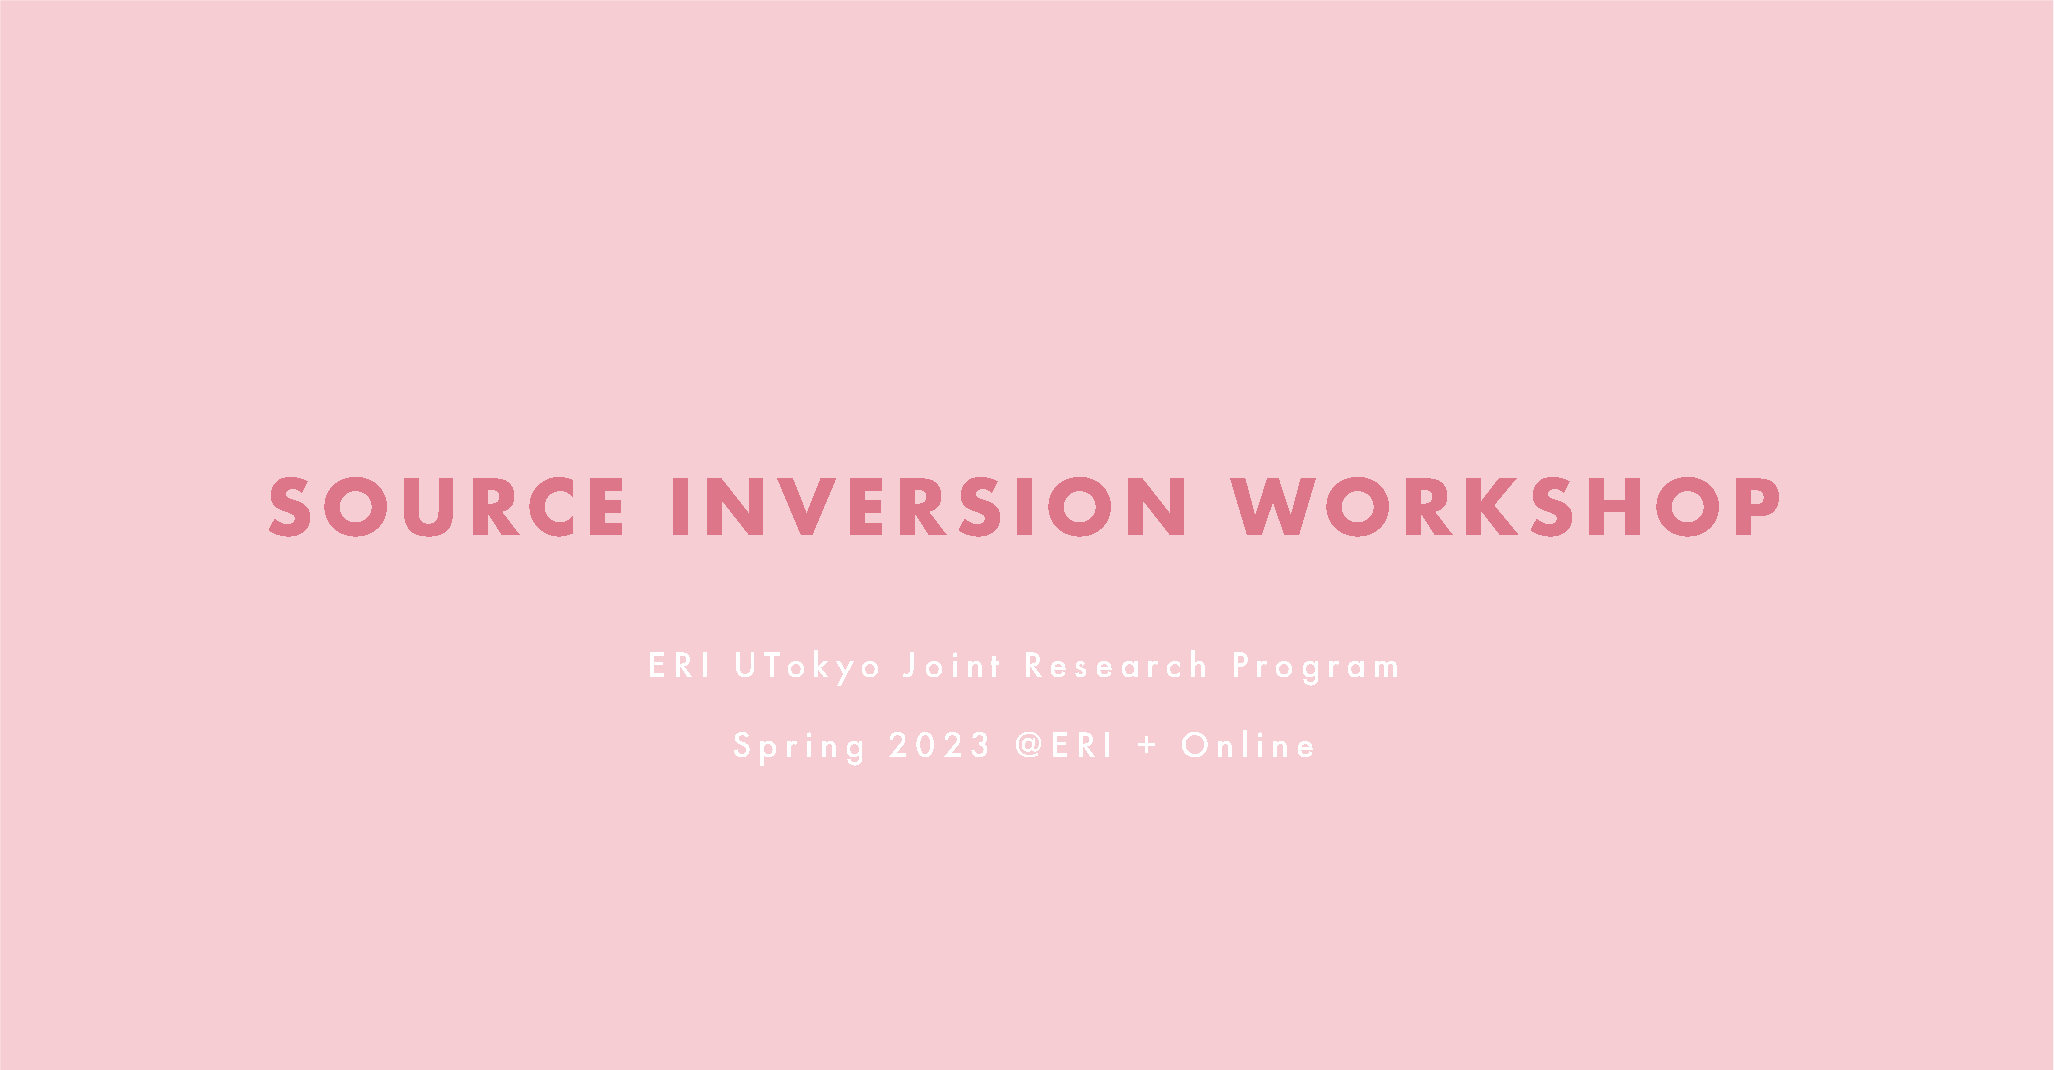 SOURCE INVERSION WORKSHOP
ERI UTokyo Joint Research Program
Spring 2023 @ERI + Online